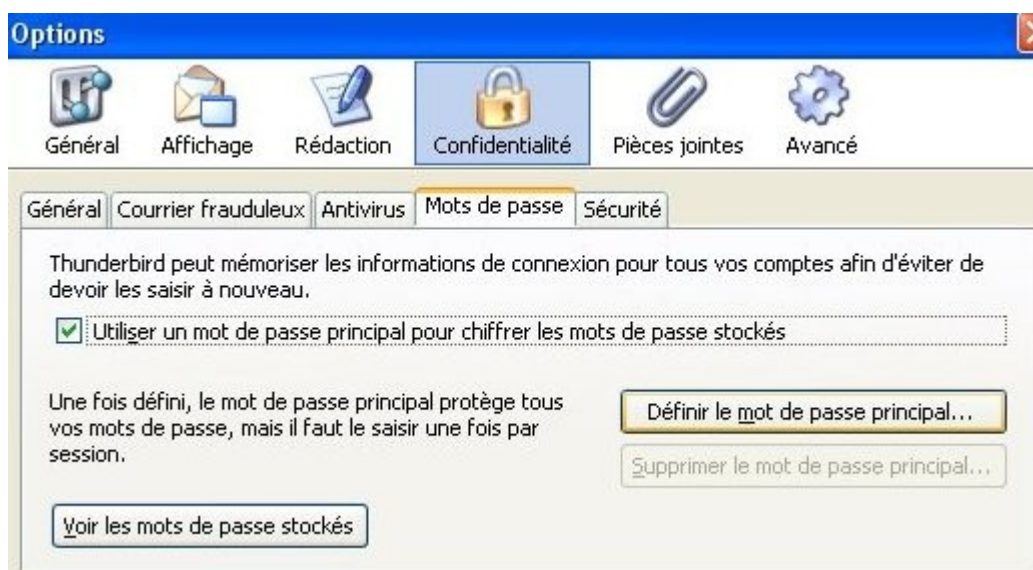 Options
Général Affichage Rédaction Confidentialité Pièces jointes Avancé
Général Courrier frauduleux Antivirus Mots de passe Sécurité
Thunderbird peut mémoriser les informations de connexion pour tous vos comptes afin d'éviter de
devoir les saisir à nouveau.
Utiliser un mot de passe principal pour chiffrer les mots de passe stockés
Une fois défini, le mot de passe principal protège tous
vos mots de passe, mais il faut le saisir une fois par
session.
Définir le mot de passe principal...
Supprimer le mot de passe principal...
Voir les mots de passe stockés